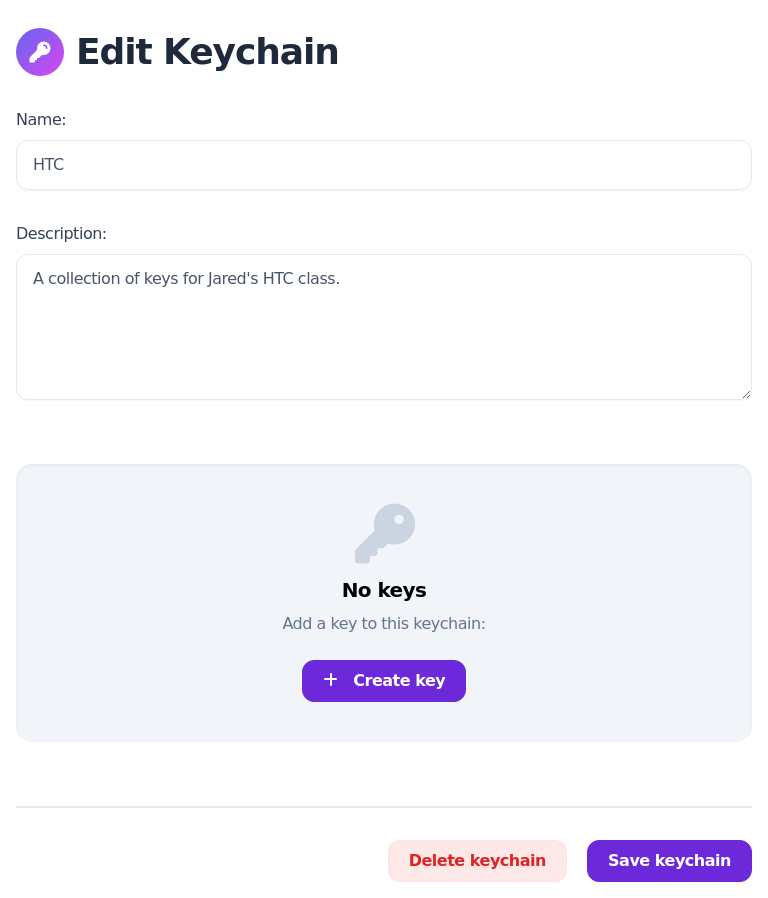 Edit Keychain
Name:
HTC
Description:
A collection of keys for Jared's HTC class.
No keys
Add a key to this keychain:
Create key
Delete keychain
Save keychain